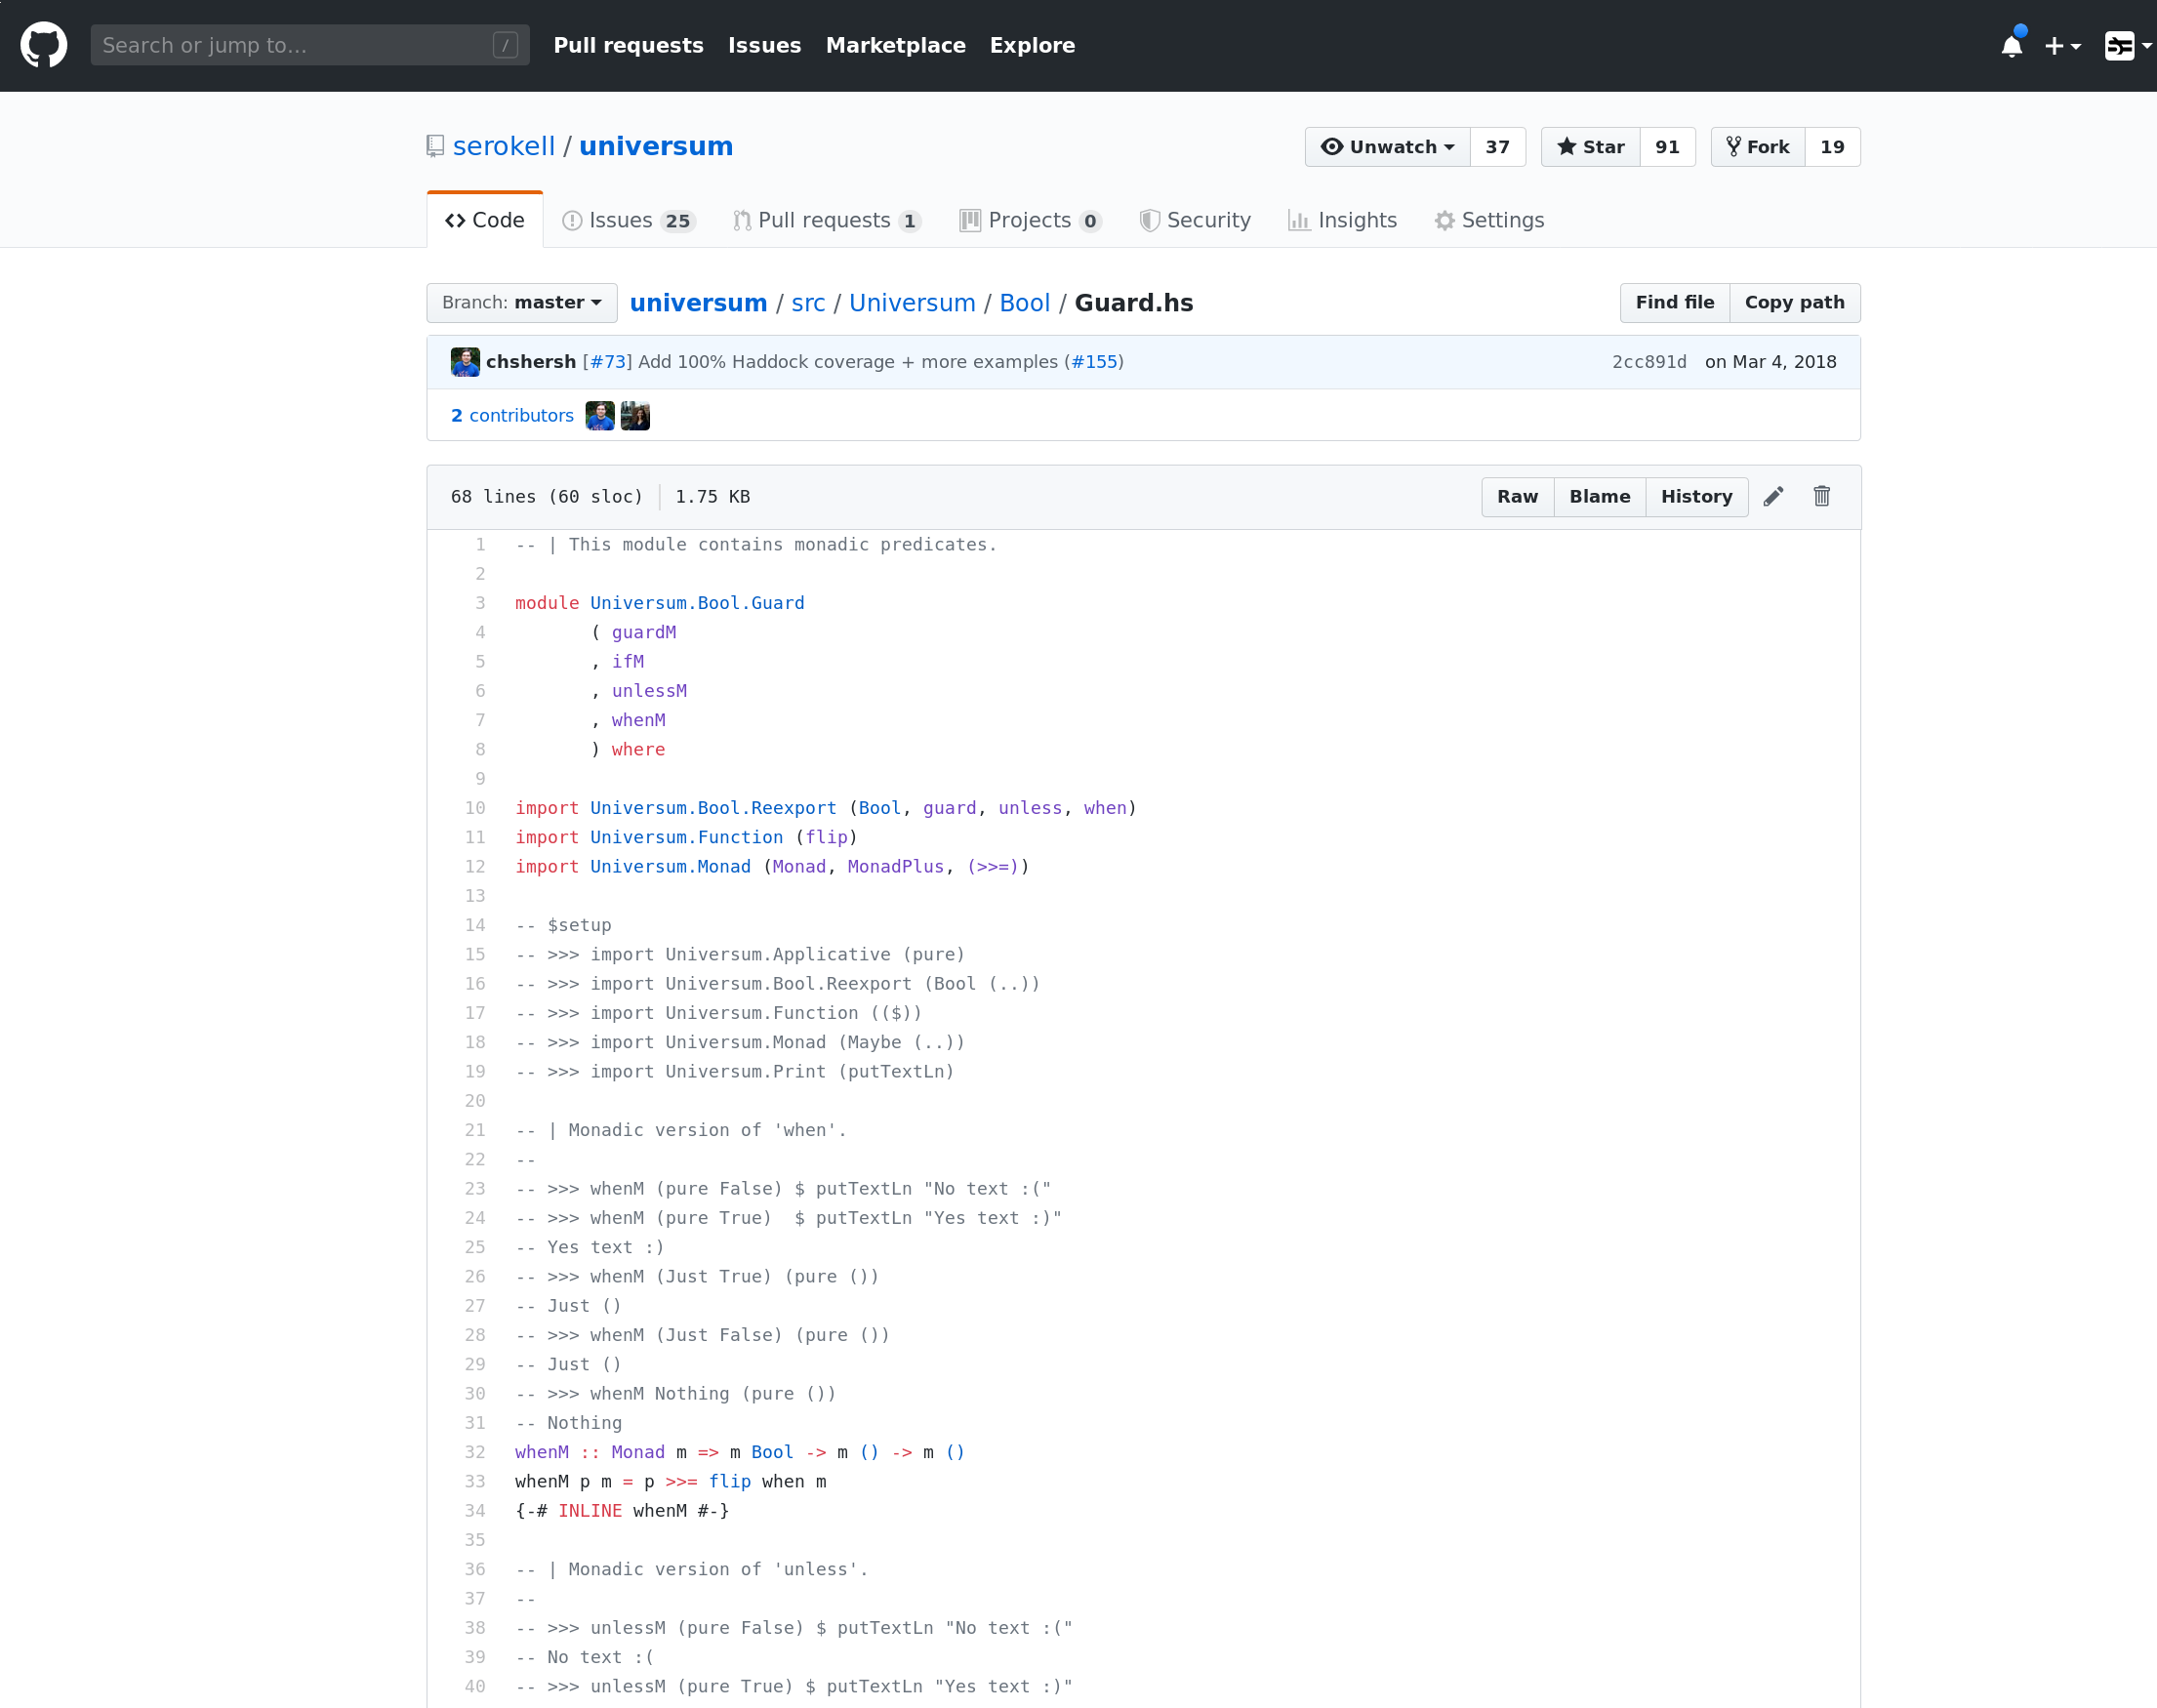 Search or jump to... /
Pull requests Issues Marketplace Explore
serokell / universum
Unwatch 37 Star 91 Fork 19
Code Issues 25 Pull requests 1 Projects 0 Security Insights Settings
Branch: master universum / src / Universum / Bool / Guard.hs Find file Copy path
chshersh [#73] Add 100% Haddock coverage + more examples (#155) 2cc891d on Mar 4, 2018
2 contributors
68 lines (60 sloc) 1.75 KB Raw Blame History
1 -- | This module contains monadic predicates.
2
3 module Universum.Bool.Guard
4        ( guardM
5        , ifM
6        , unlessM
7        , whenM
8        ) where
9
10 import Universum.Bool.Reexport (Bool, guard, unless, when)
11 import Universum.Function (flip)
12 import Universum.Monad (Monad, MonadPlus, (>>=))
13
14 -- $setup
15 -- >>> import Universum.Applicative (pure)
16 -- >>> import Universum.Bool.Reexport (Bool (..))
17 -- >>> import Universum.Function (($))
18 -- >>> import Universum.Monad (Maybe (..))
19 -- >>> import Universum.Print (putTextLn)
20
21 -- | Monadic version of 'when'.
22 --
23 -- >>> whenM (pure False) $ putTextLn "No text :("
24 -- >>> whenM (pure True)  $ putTextLn "Yes text :)"
25 -- Yes text :)
26 -- >>> whenM (Just True) (pure ())
27 -- Just ()
28 -- >>> whenM (Just False) (pure ())
29 -- Just ()
30 -- >>> whenM Nothing (pure ())
31 -- Nothing
32 whenM :: Monad m => m Bool -> m () -> m ()
33 whenM p m = p >>= flip when m
34 {-# INLINE whenM #-}
35
36 -- | Monadic version of 'unless'.
37 --
38 -- >>> unlessM (pure False) $ putTextLn "No text :("
39 -- No text :(
40 -- >>> unlessM (pure True) $ putTextLn "Yes text :)"